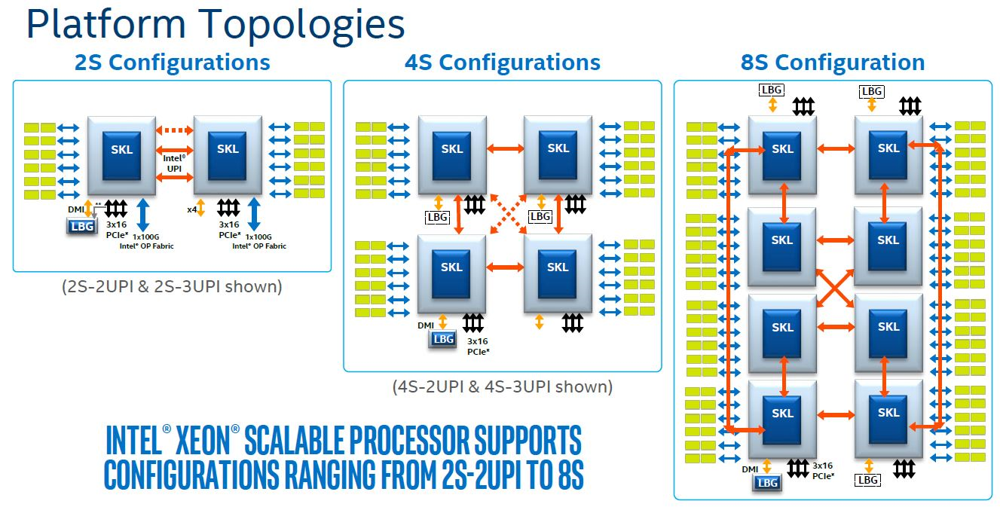 Platform Topologies
2S Configurations
4S Configurations
8S Configuration
SKL
SKL
Intel®
UPI
DMI
**
LBG
3x16
PCIe*
1x100G
Intel® OP Fabric
x4
3x16
PCIe*
1x100G
Intel® OP Fabric
(2S-2UPI & 2S-3UPI shown)
SKL
SKL
LBG
LBG
SKL
SKL
DMI
LBG
3x16
PCIe*
(4S-2UPI & 4S-3UPI shown)
LBG
LBG
SKL
SKL
SKL
SKL
SKL
SKL
SKL
SKL
DMI
LBG
3x16
PCIe*
LBG
INTEL® XEON® SCALABLE PROCESSOR SUPPORTS
CONFIGURATIONS RANGING FROM 2S-2UPI TO 8S